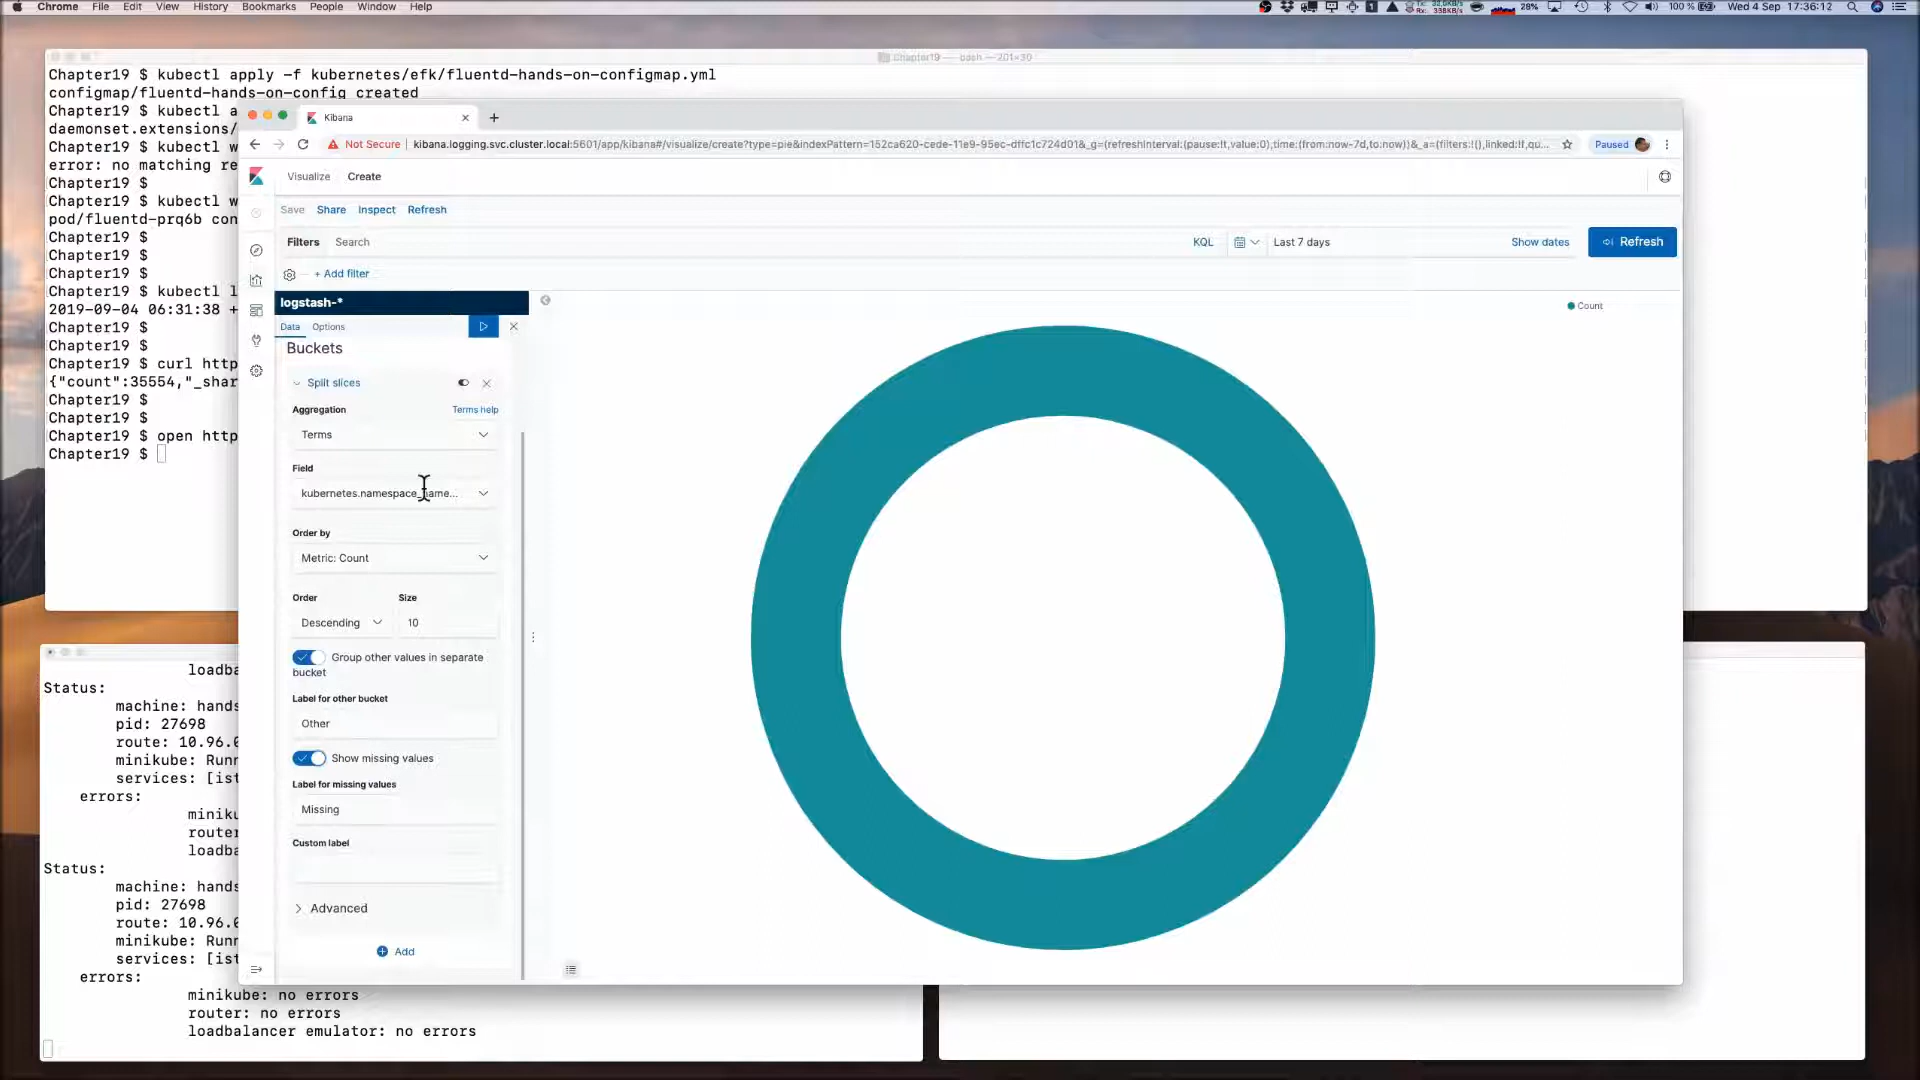 Chrome File Edit View History Bookmarks People Window Help
28% 100 % Wed 4 Sep 17:36:12
Chapter19 — bash — 201×30
Chapter19 $ kubectl apply -f kubernetes/efk/fluentd-hands-on-configmap.yml
configmap/fluentd-hands-on-config created
Chapter19 $ kubectl a
daemonset.extensions/
Chapter19 $ kubectl w
error: no matching re
Chapter19 $
Chapter19 $ kubectl w
pod/fluentd-prq6b con
Chapter19 $
Chapter19 $
Chapter19 $
Chapter19 $ kubectl l
2019-09-04 06:31:38 +
Chapter19 $
Chapter19 $
Chapter19 $ curl http
{"count":35554,"_shar
Chapter19 $
Chapter19 $
Chapter19 $ open http
Chapter19 $
Kibana
Not Secure kibana.logging.svc.cluster.local:5601/app/kibana#/visualize/create?type=pie&indexPattern=152ca620-cede-11e9-95ec-dffc1c724d01&_g=(refreshInterval:(pause:!t,value:0),time:(from:now-7d,to:now))&_a=(filters:!(),linked:!f,qu...
Paused
Visualize Create
Save Share Inspect Refresh
Filters Search KQL Last 7 days Show dates Refresh
+ Add filter
logstash-*
Data Options
Count
Buckets
Split slices
Aggregation Terms help
Terms
Field
kubernetes.namespace_name...
Order by
Metric: Count
Order Size
Descending 10
Group other values in separate
bucket
Label for other bucket
Other
Show missing values
Label for missing values
Missing
Custom label
Advanced
Add
loadba
Status:
machine: hands
pid: 27698
route: 10.96.0
minikube: Runn
services: [ist
errors:
miniku
router
loadba
Status:
machine: hands
pid: 27698
route: 10.96.0
minikube: Runn
services: [ist
errors:
minikube: no errors
router: no errors
loadbalancer emulator: no errors